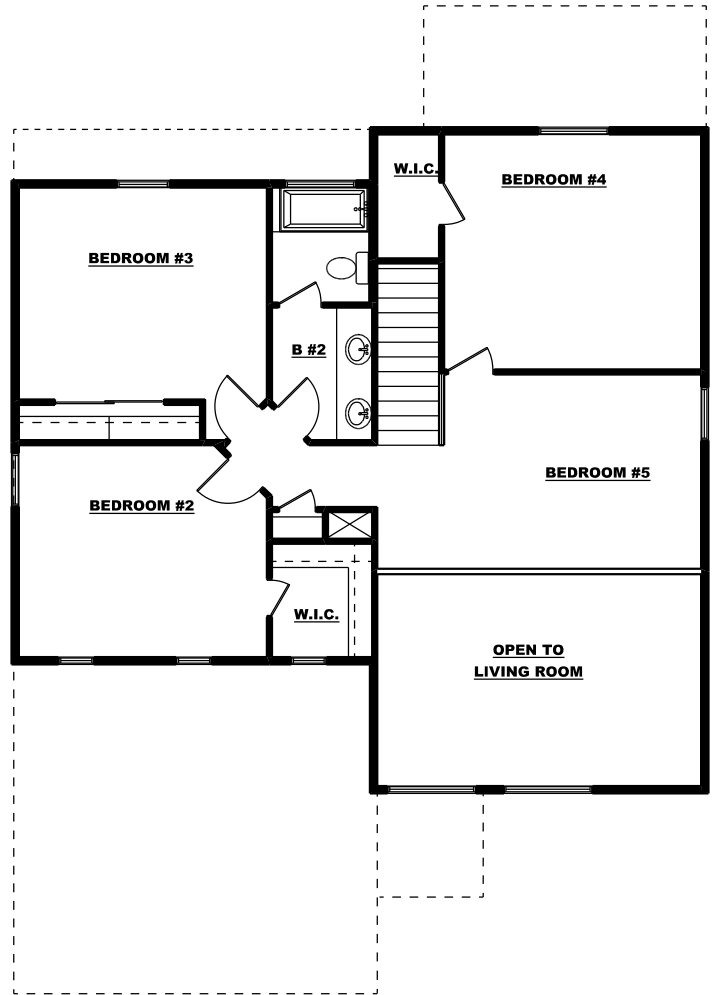 W.I.C.
BEDROOM #4
BEDROOM #3
B #2
BEDROOM #5
BEDROOM #2
W.I.C.
OPEN TO
LIVING ROOM